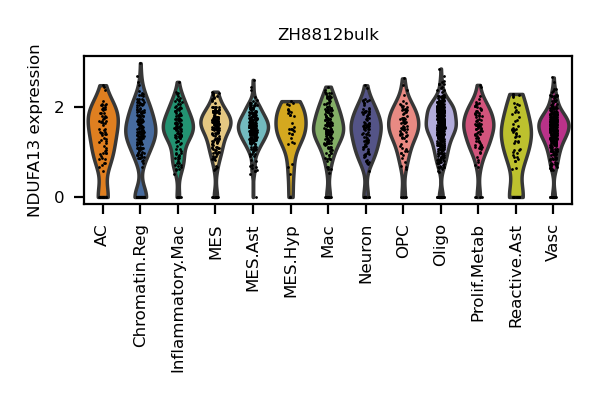 ZH8812bulk
NDUFA13 expression
2
0
AC
Chromatin.Reg
Inflammatory.Mac
MES
MES.Ast
MES.Hyp
Mac
Neuron
OPC
Oligo
Prolif.Metab
Reactive.Ast
Vasc